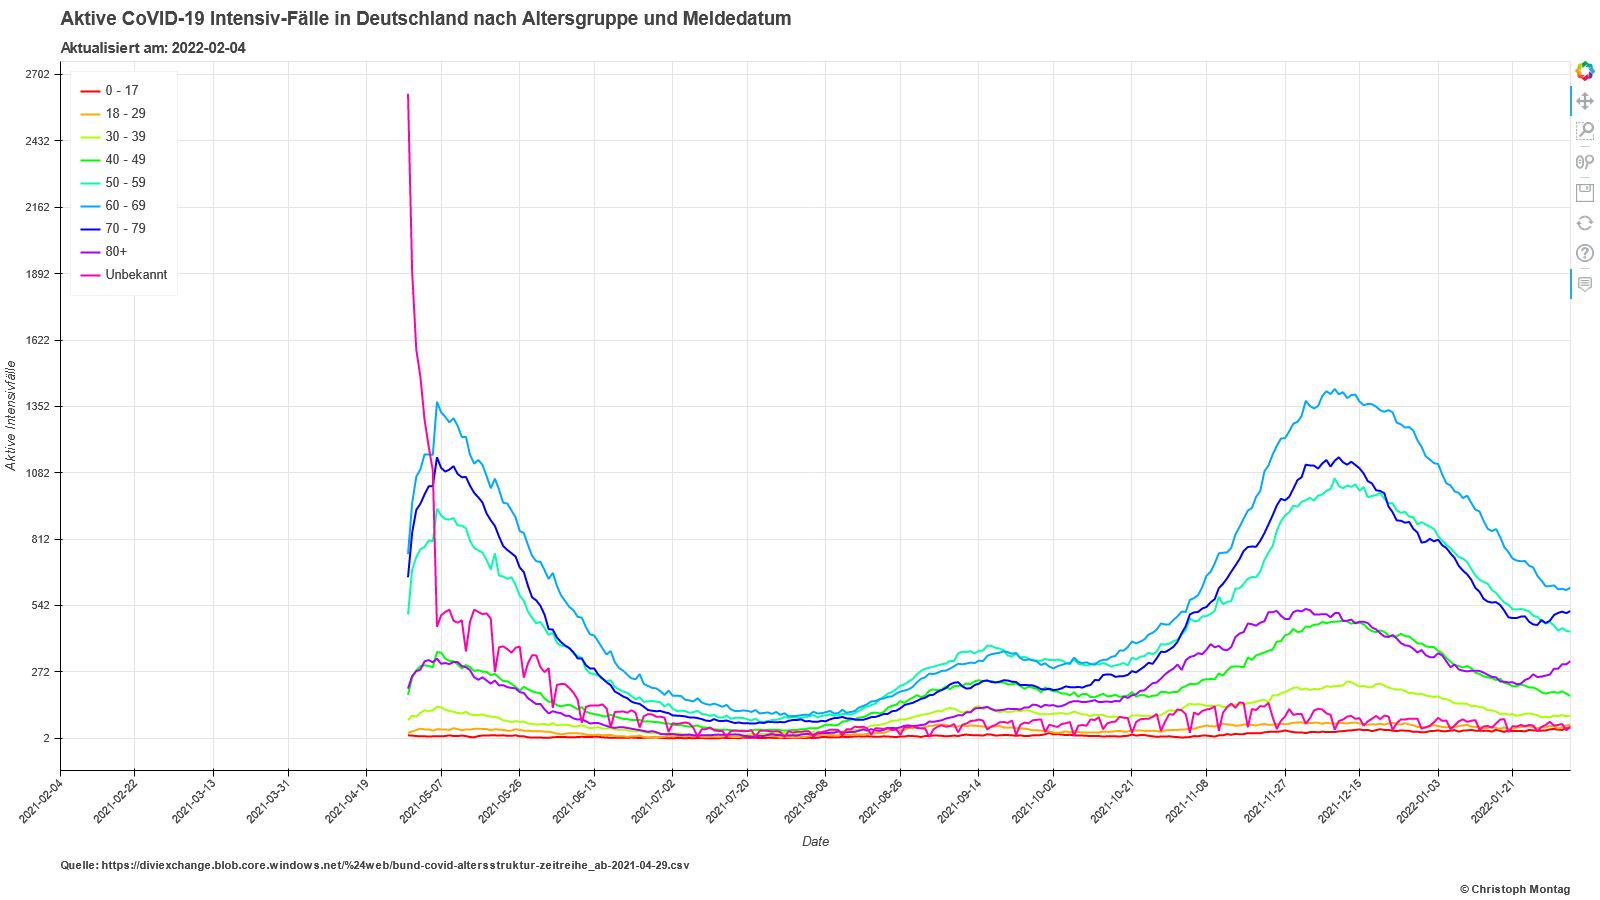 Aktive CoVID-19 Intensiv-Fälle in Deutschland nach Altersgruppe und Meldedatum
Aktualisiert am: 2022-02-04
0 - 17
18 - 29
30 - 39
40 - 49
50 - 59
60 - 69
70 - 79
80+
Unbekannt
2702
2432
2162
1892
1622
1352
1082
812
542
272
2
Aktive Intensivfälle
2021-02-04
2021-02-22
2021-03-13
2021-03-31
2021-04-19
2021-05-07
2021-05-26
2021-06-13
2021-07-02
2021-07-20
2021-08-08
2021-08-26
2021-09-14
2021-10-02
2021-10-21
2021-11-08
2021-11-27
2021-12-15
2022-01-03
2022-01-21
Date
Quelle: https://diviexchange.blob.core.windows.net/%24web/bund-covid-altersstruktur-zeitreihe_ab-2021-04-29.csv
© Christoph Montag